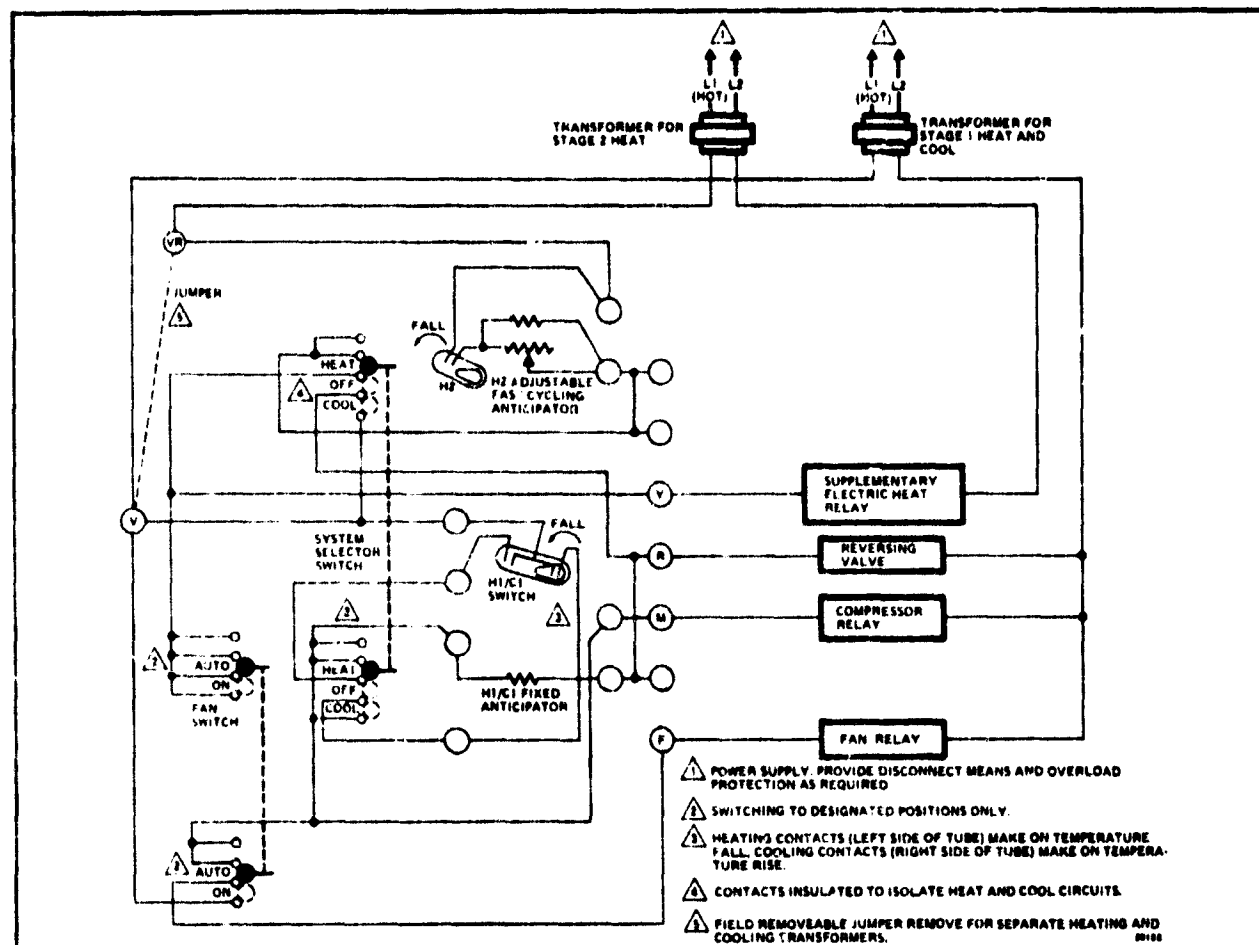 1
1
L1
(HOT)
L2
L1
(HOT)
L2
TRANSFORMER FOR
STAGE 2 HEAT
TRANSFORMER FOR
STAGE 1 HEAT AND
COOL
VR
JUMPER
5
FALL
H2
H2 ADJUSTABLE
FAST CYCLING
ANTICIPATOR
HEAT
OFF
COOL
4
Y
SUPPLEMENTARY
ELECTRIC HEAT
RELAY
V
SYSTEM
SELECTOR
SWITCH
FALL
H1/C1
SWITCH
3
R
REVERSING
VALVE
M
COMPRESSOR
RELAY
2
AUTO
ON
FAN
SWITCH
HEAT
OFF
COOL
H1/C1 FIXED
ANTICIPATOR
F
FAN RELAY
AUTO
ON
1 POWER SUPPLY. PROVIDE DISCONNECT MEANS AND OVERLOAD
PROTECTION AS REQUIRED
2 SWITCHING TO DESIGNATED POSITIONS ONLY.
3 HEATING CONTACTS (LEFT SIDE OF TUBE) MAKE ON TEMPERATURE
FALL. COOLING CONTACTS (RIGHT SIDE OF TUBE) MAKE ON TEMPERA-
TURE RISE.
4 CONTACTS INSULATED TO ISOLATE HEAT AND COOL CIRCUITS.
5 FIELD REMOVEABLE JUMPER REMOVE FOR SEPARATE HEATING AND
COOLING TRANSFORMERS.